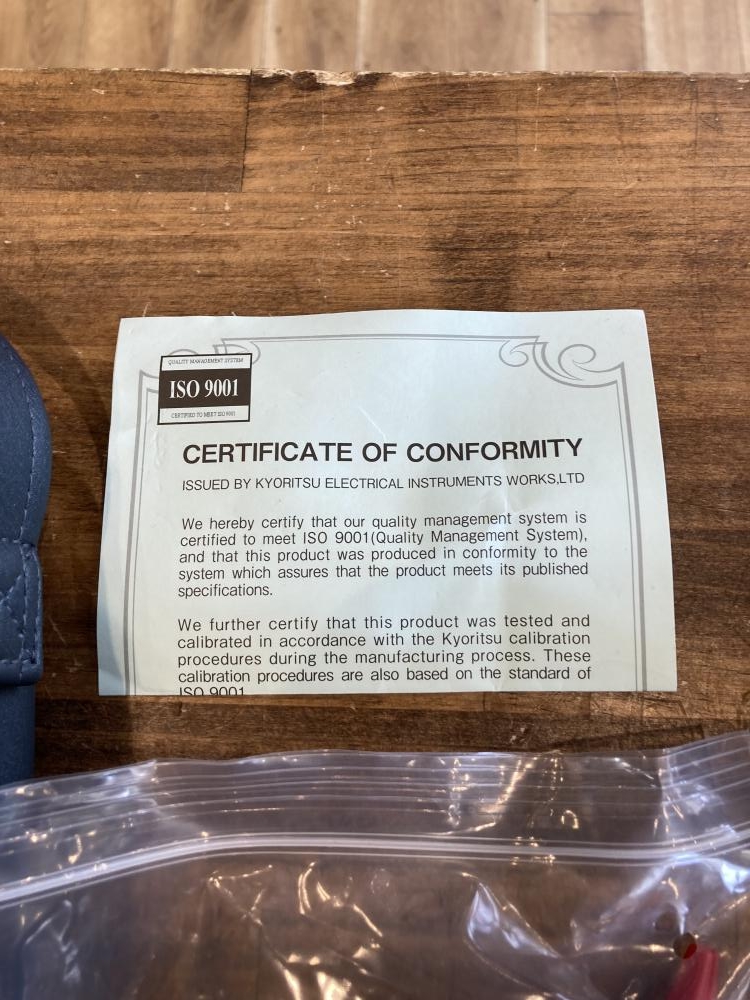 QUALITY MANAGEMENT SYSTEM
ISO 9001
CERTIFIED TO MEET ISO 9001
CERTIFICATE OF CONFORMITY
ISSUED BY KYORITSU ELECTRICAL INSTRUMENTS WORKS,LTD
We hereby certify that our quality management system is
certified to meet ISO 9001(Quality Management System),
and that this product was produced in conformity to the
system which assures that the product meets its published
specifications.
We further certify that this product was tested and
calibrated in accordance with the Kyoritsu calibration
procedures during the manufacturing process. These
calibration procedures are also based on the standard of
ISO 9001